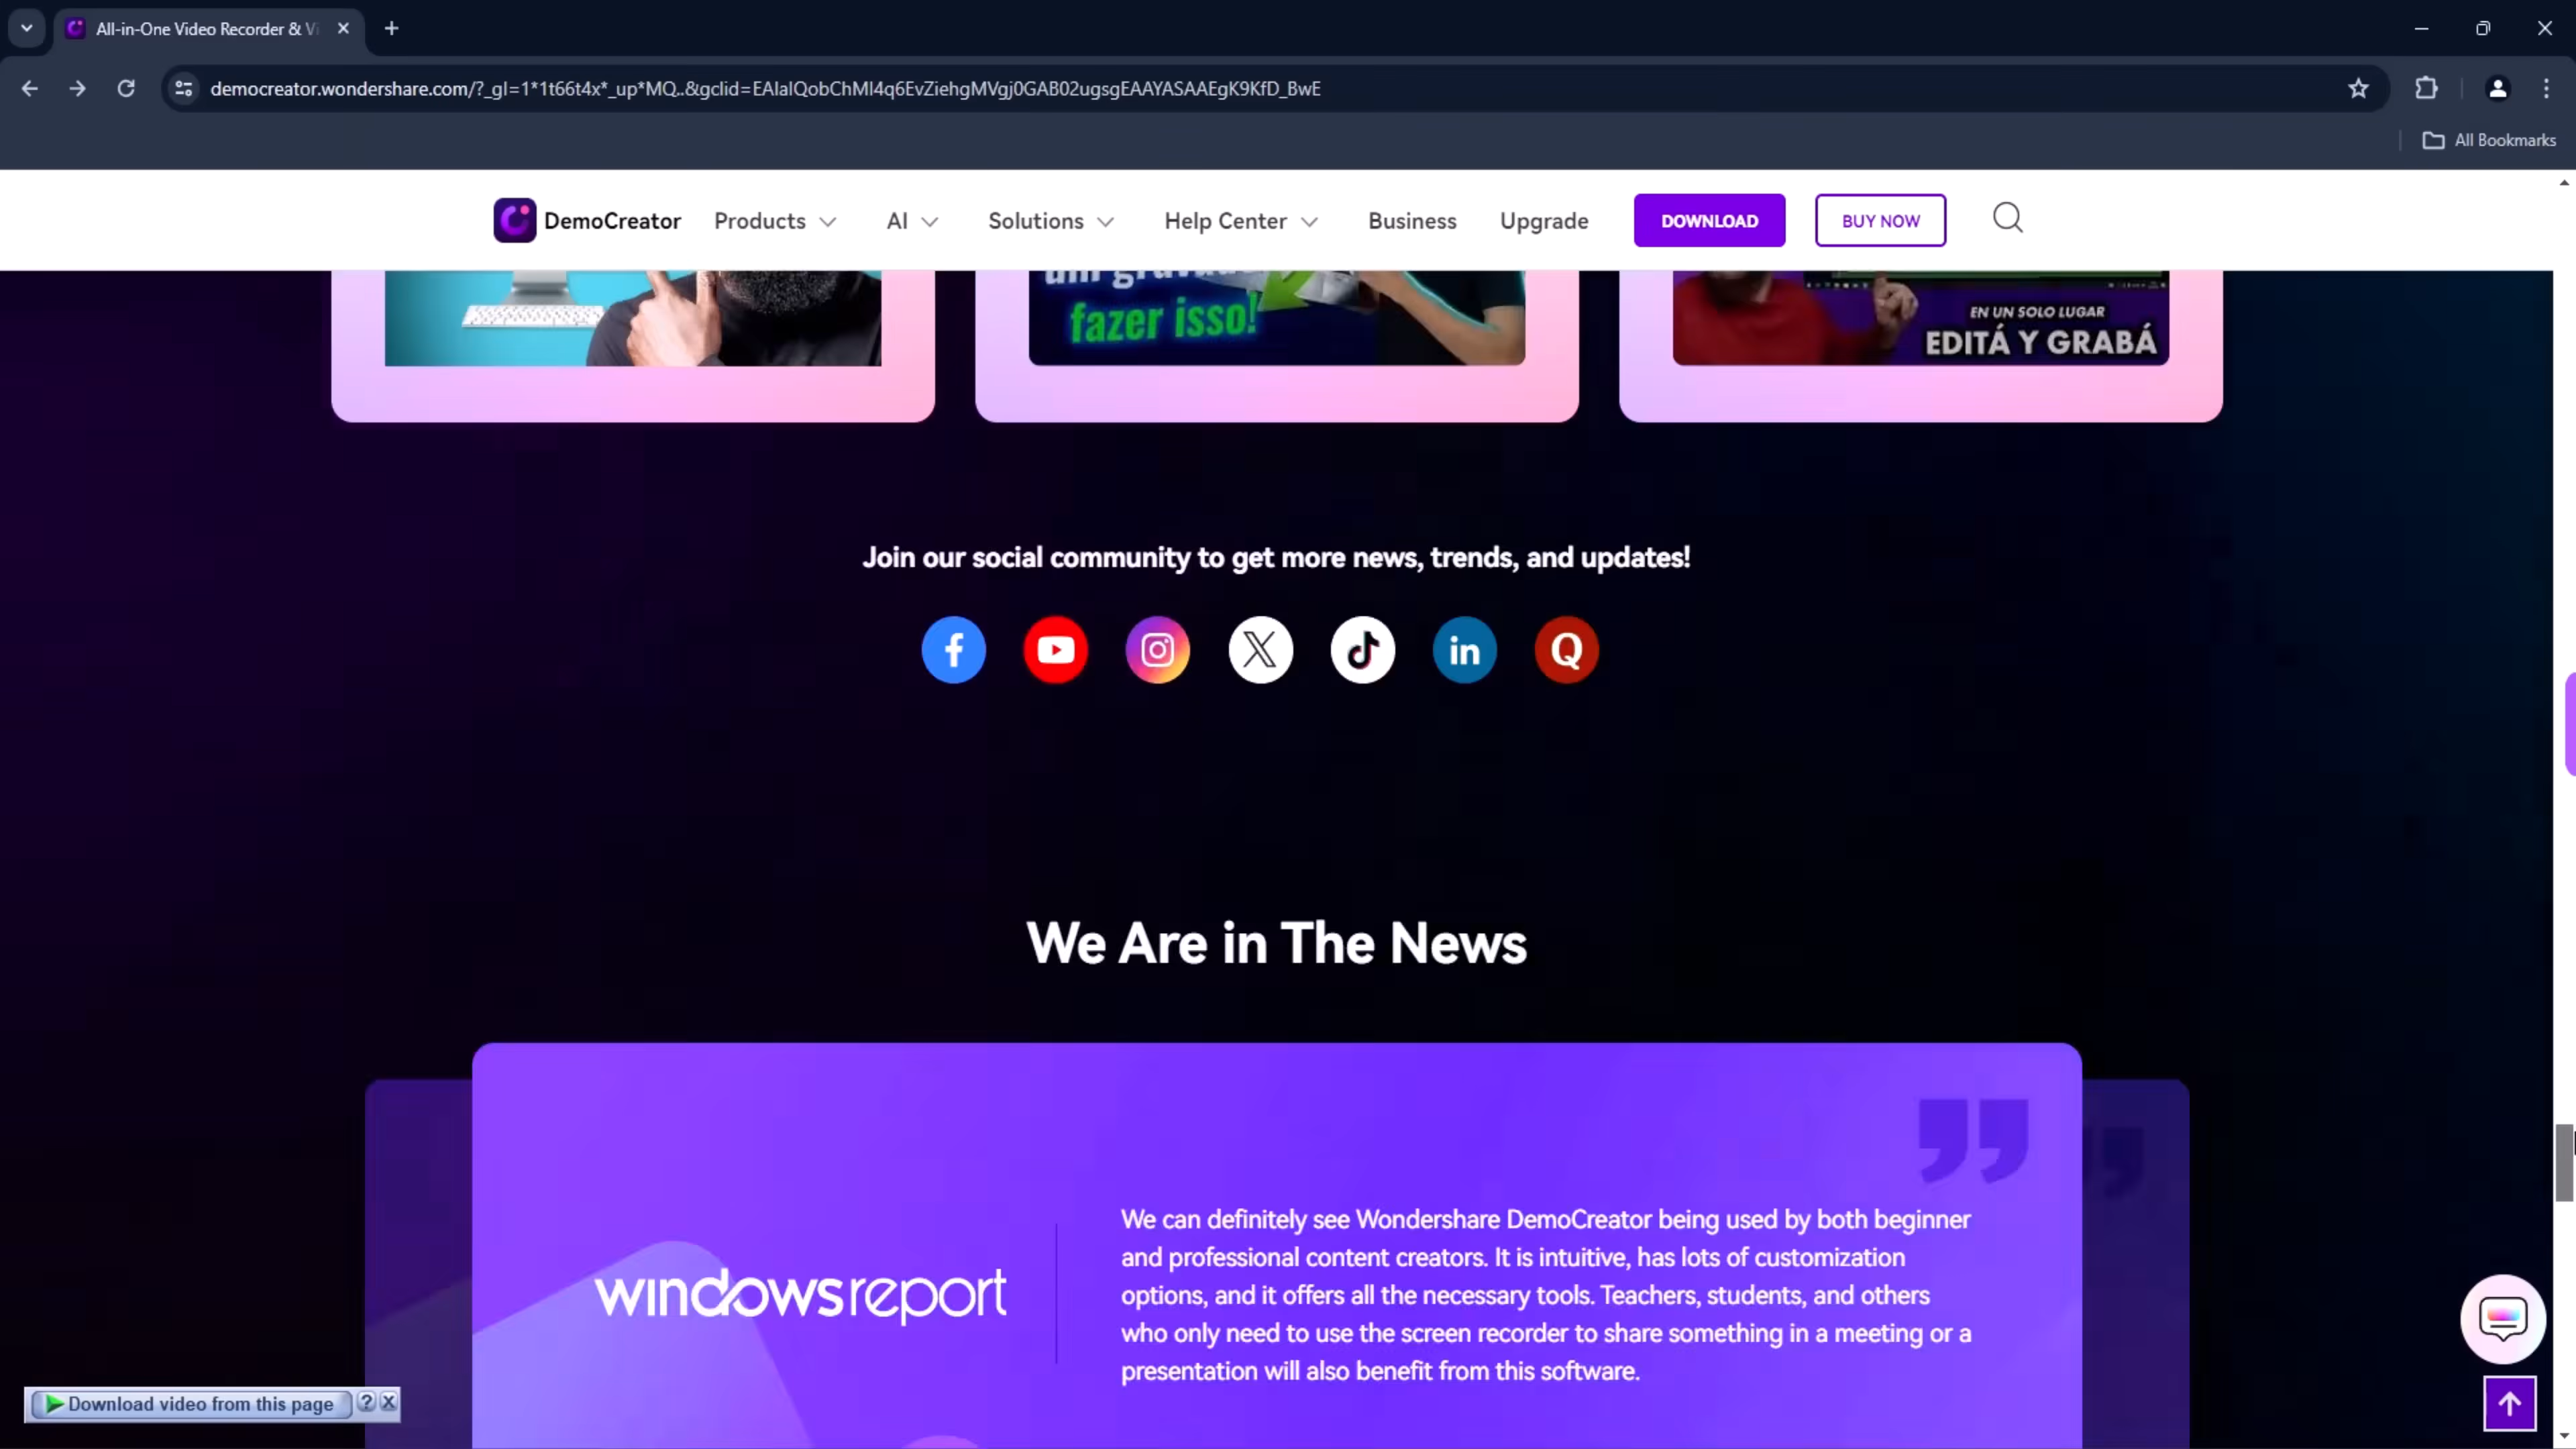 All-in-One Video Recorder & Vi
democreator.wondershare.com/?_gl=1*1t66t4x*_up*MQ..&gclid=EAIaIQobChMI4q6EvZiehgMVgj0GAB02ugsgEAAYASAAEgK9KfD_BwE
All Bookmarks
DemoCreator Products AI Solutions Help Center Business Upgrade DOWNLOAD BUY NOW
fazer isso!
EN UN SOLO LUGAR
EDITÁ Y GRABÁ
Join our social community to get more news, trends, and updates!
We Are in The News
windowsreport
We can definitely see Wondershare DemoCreator being used by both beginner
and professional content creators. It is intuitive, has lots of customization
options, and it offers all the necessary tools. Teachers, students, and others
who only need to use the screen recorder to share something in a meeting or a
presentation will also benefit from this software.
Download video from this page